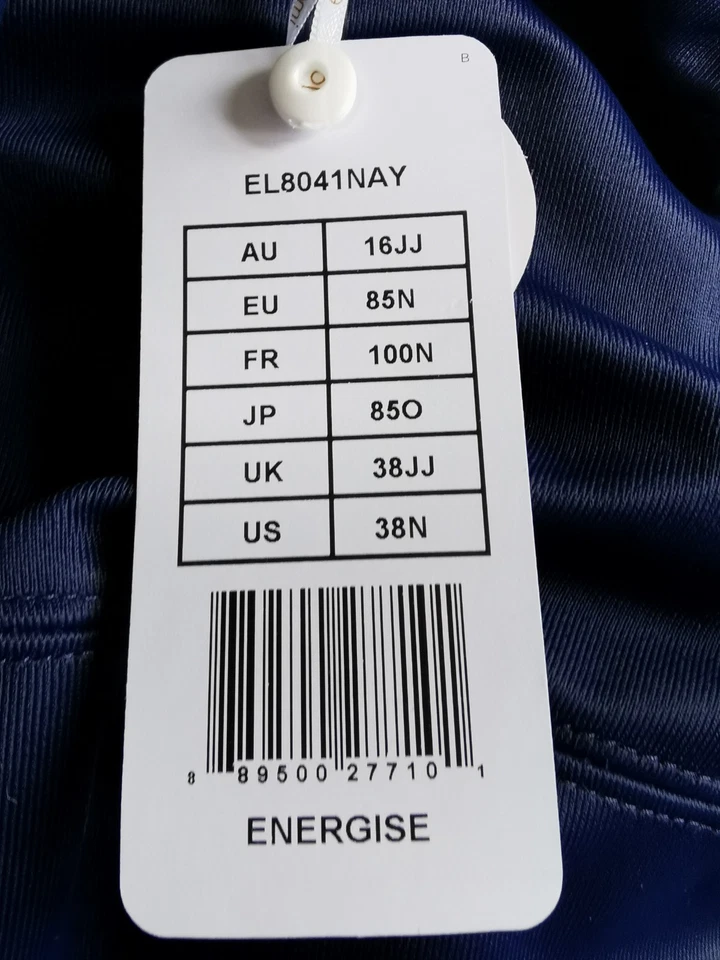 B
EL8041NAY
AU 16JJ
EU 85N
FR 100N
JP 85O
UK 38JJ
US 38N
8 89500 27710 1
ENERGISE